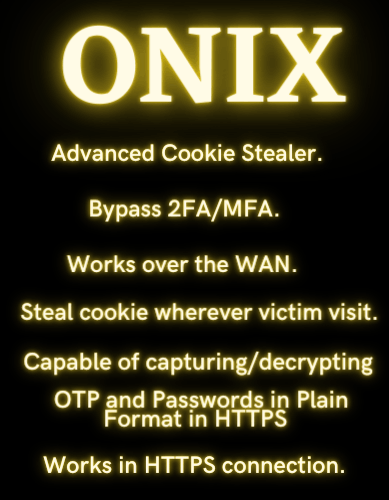 ONIX
Advanced Cookie Stealer.
Bypass 2FA/MFA.
Works over the WAN.
Steal cookie wherever victim visit.
Capable of capturing/decrypting
OTP and Passwords in Plain
Format in HTTPS
Works in HTTPS connection.